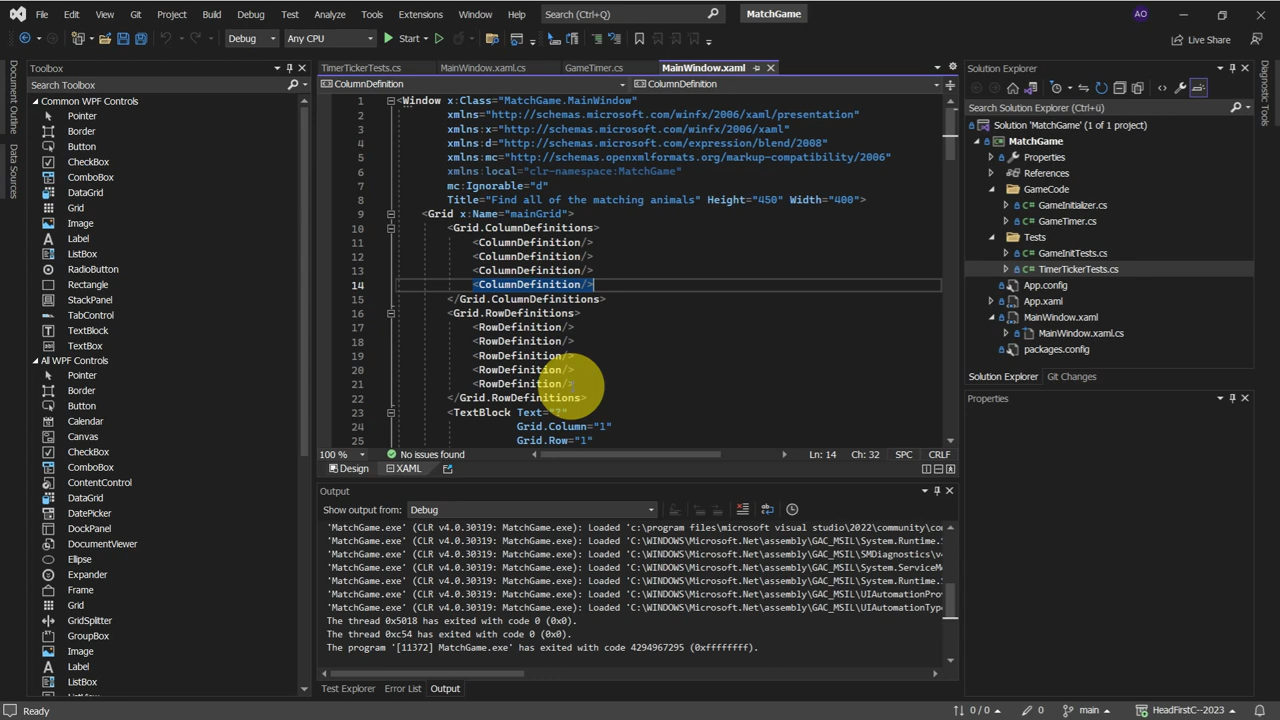 File Edit View Git Project Build Debug Test Analyze Tools Extensions Window Help Search (Ctrl+Q) MatchGame AO
Debug Any CPU Start Live Share
Document Outline
Data Sources
Toolbox
Search Toolbox
Common WPF Controls
Pointer
Border
Button
CheckBox
ComboBox
DataGrid
Grid
Image
Label
ListBox
RadioButton
Rectangle
StackPanel
TabControl
TextBlock
TextBox
All WPF Controls
Pointer
Border
Button
Calendar
Canvas
CheckBox
ComboBox
ContentControl
DataGrid
DatePicker
DockPanel
DocumentViewer
Ellipse
Expander
Frame
Grid
GridSplitter
GroupBox
Image
Label
ListBox
TimerTickerTests.cs MainWindow.xaml.cs GameTimer.cs MainWindow.xaml
ColumnDefinition ColumnDefinition
1 <Window x:Class="MatchGame.MainWindow"
2 xmlns="http://schemas.microsoft.com/winfx/2006/xaml/presentation"
3 xmlns:x="http://schemas.microsoft.com/winfx/2006/xaml"
4 xmlns:d="http://schemas.microsoft.com/expression/blend/2008"
5 xmlns:mc="http://schemas.openxmlformats.org/markup-compatibility/2006"
6 xmlns:local="clr-namespace:MatchGame"
7 mc:Ignorable="d"
8 Title="Find all of the matching animals" Height="450" Width="400">
9 <Grid x:Name="mainGrid">
10 <Grid.ColumnDefinitions>
11 <ColumnDefinition/>
12 <ColumnDefinition/>
13 <ColumnDefinition/>
14 <ColumnDefinition/>
15 </Grid.ColumnDefinitions>
16 <Grid.RowDefinitions>
17 <RowDefinition/>
18 <RowDefinition/>
19 <RowDefinition/>
20 <RowDefinition/>
21 <RowDefinition/>
22 </Grid.RowDefinitions>
23 <TextBlock Text="?"
24 Grid.Column="1"
25 Grid.Row="1"
100 % No issues found Ln: 14 Ch: 32 SPC CRLF
Design XAML
Output
Show output from: Debug
'MatchGame.exe' (CLR v4.0.30319: MatchGame.exe): Loaded 'c:\program files\microsoft visual studio\2022\community\co
'MatchGame.exe' (CLR v4.0.30319: MatchGame.exe): Loaded 'C:\WINDOWS\Microsoft.Net\assembly\GAC_MSIL\System.Runtime.
'MatchGame.exe' (CLR v4.0.30319: MatchGame.exe): Loaded 'C:\WINDOWS\Microsoft.Net\assembly\GAC_MSIL\SMDiagnostics\v
'MatchGame.exe' (CLR v4.0.30319: MatchGame.exe): Loaded 'C:\WINDOWS\Microsoft.Net\assembly\GAC_MSIL\System.ServiceM
'MatchGame.exe' (CLR v4.0.30319: MatchGame.exe): Loaded 'C:\WINDOWS\Microsoft.Net\assembly\GAC_MSIL\System.Runtime.
'MatchGame.exe' (CLR v4.0.30319: MatchGame.exe): Loaded 'C:\WINDOWS\Microsoft.Net\assembly\GAC_MSIL\UIAutomationPro
'MatchGame.exe' (CLR v4.0.30319: MatchGame.exe): Loaded 'C:\WINDOWS\Microsoft.Net\assembly\GAC_MSIL\UIAutomationTyp
The thread 0x5018 has exited with code 0 (0x0).
The thread 0xc54 has exited with code 0 (0x0).
The program '[11372] MatchGame.exe' has exited with code 4294967295 (0xffffffff).
Test Explorer Error List Output
Solution Explorer
Search Solution Explorer (Ctrl+ü)
Solution 'MatchGame' (1 of 1 project)
MatchGame
Properties
References
GameCode
GameInitializer.cs
GameTimer.cs
Tests
GameInitTests.cs
TimerTickerTests.cs
App.config
App.xaml
MainWindow.xaml
MainWindow.xaml.cs
packages.config
Solution Explorer Git Changes
Properties
Diagnostic Tools
Ready 0 / 0 0 main HeadFirstC--2023